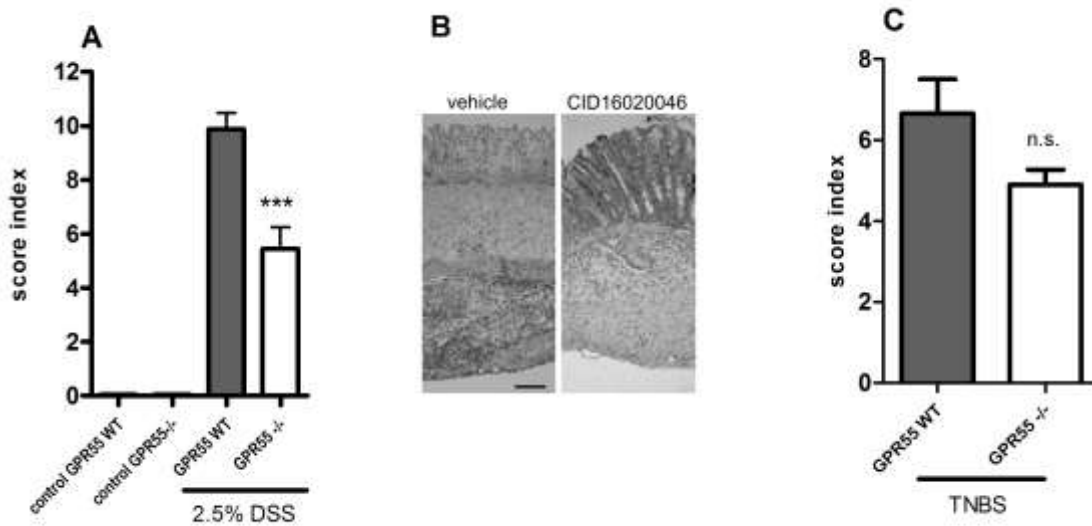 A
score index
12
10
8
6
4
2
0
***
control GPR55 WT
control GPR55-/-
GPR55 WT
GPR55 -/-
2.5% DSS
B
vehicle
CID16020046
C
score index
8
6
4
2
0
n.s.
GPR55 WT
GPR55 -/-
TNBS